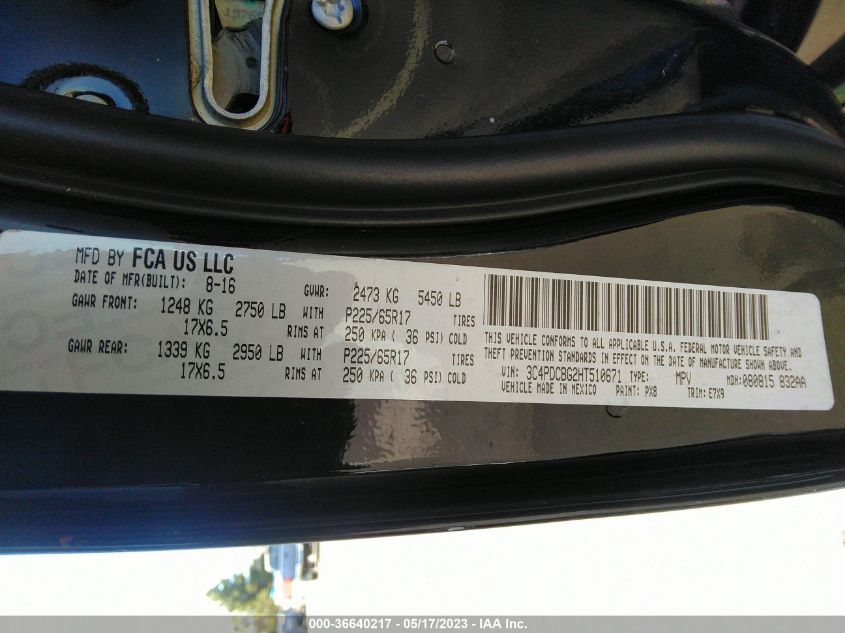 MFD BY FCA US LLC
DATE OF MFR(BUILT): 8-16 GVWR: 2473 KG 5450 LB
GAWR FRONT: 1248 KG 2750 LB WITH P225/65R17 TIRES
17X6.5 RIMS AT 250 KPA ( 36 PSI) COLD
GAWR REAR: 1339 KG 2950 LB WITH P225/65R17 TIRES
17X6.5 RIMS AT 250 KPA ( 36 PSI) COLD
THIS VEHICLE CONFORMS TO ALL APPLICABLE U.S.A. FEDERAL MOTOR VEHICLE SAFETY AND
THEFT PREVENTION STANDARDS IN EFFECT ON THE DATE OF MANUFACTURE SHOWN ABOVE.
VIN: 3C4PDCBG2HT510671 TYPE: MPV MDH: 080815 832AA
VEHICLE MADE IN MEXICO PAINT: PX8 TRIM: E7X9
000-36640217 - 05/17/2023 - IAA Inc.